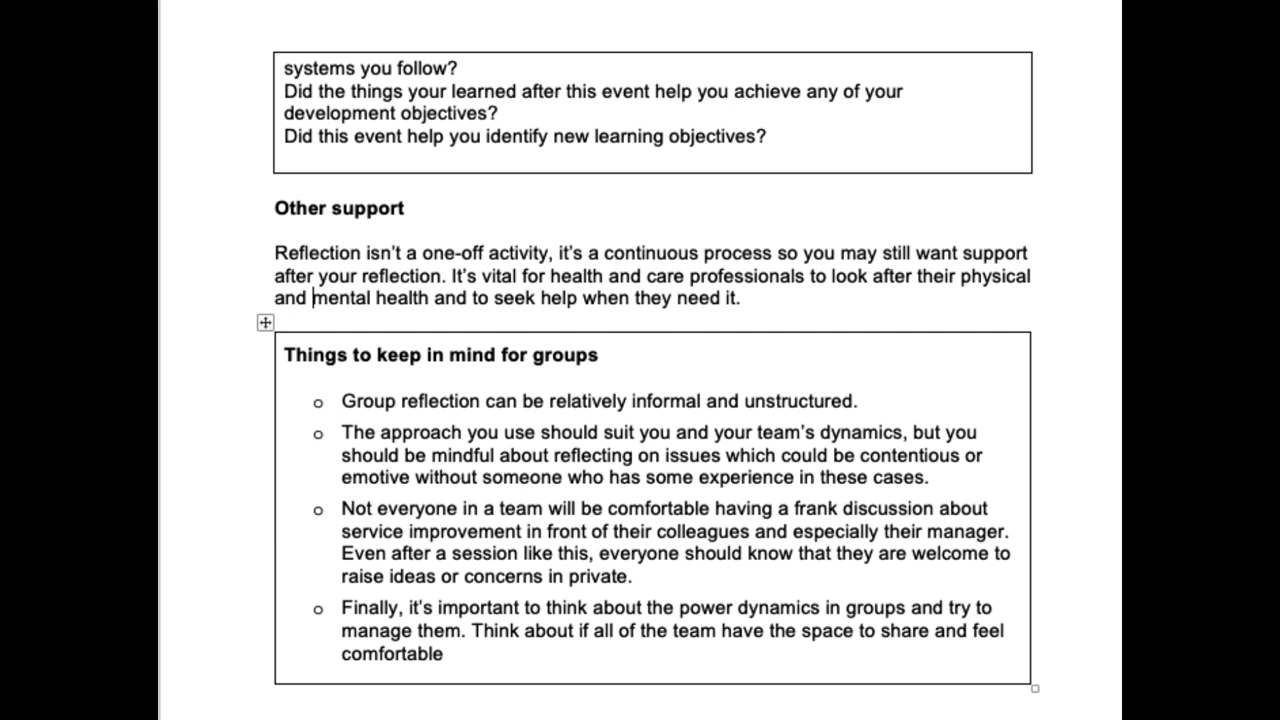 systems you follow?
Did the things your learned after this event help you achieve any of your
development objectives?
Did this event help you identify new learning objectives?
Other support
Reflection isn't a one-off activity, it's a continuous process so you may still want support
after your reflection. It's vital for health and care professionals to look after their physical
and mental health and to seek help when they need it.
Things to keep in mind for groups
o Group reflection can be relatively informal and unstructured.
o The approach you use should suit you and your team's dynamics, but you
should be mindful about reflecting on issues which could be contentious or
emotive without someone who has some experience in these cases.
o Not everyone in a team will be comfortable having a frank discussion about
service improvement in front of their colleagues and especially their manager.
Even after a session like this, everyone should know that they are welcome to
raise ideas or concerns in private.
o Finally, it's important to think about the power dynamics in groups and try to
manage them. Think about if all of the team have the space to share and feel
comfortable